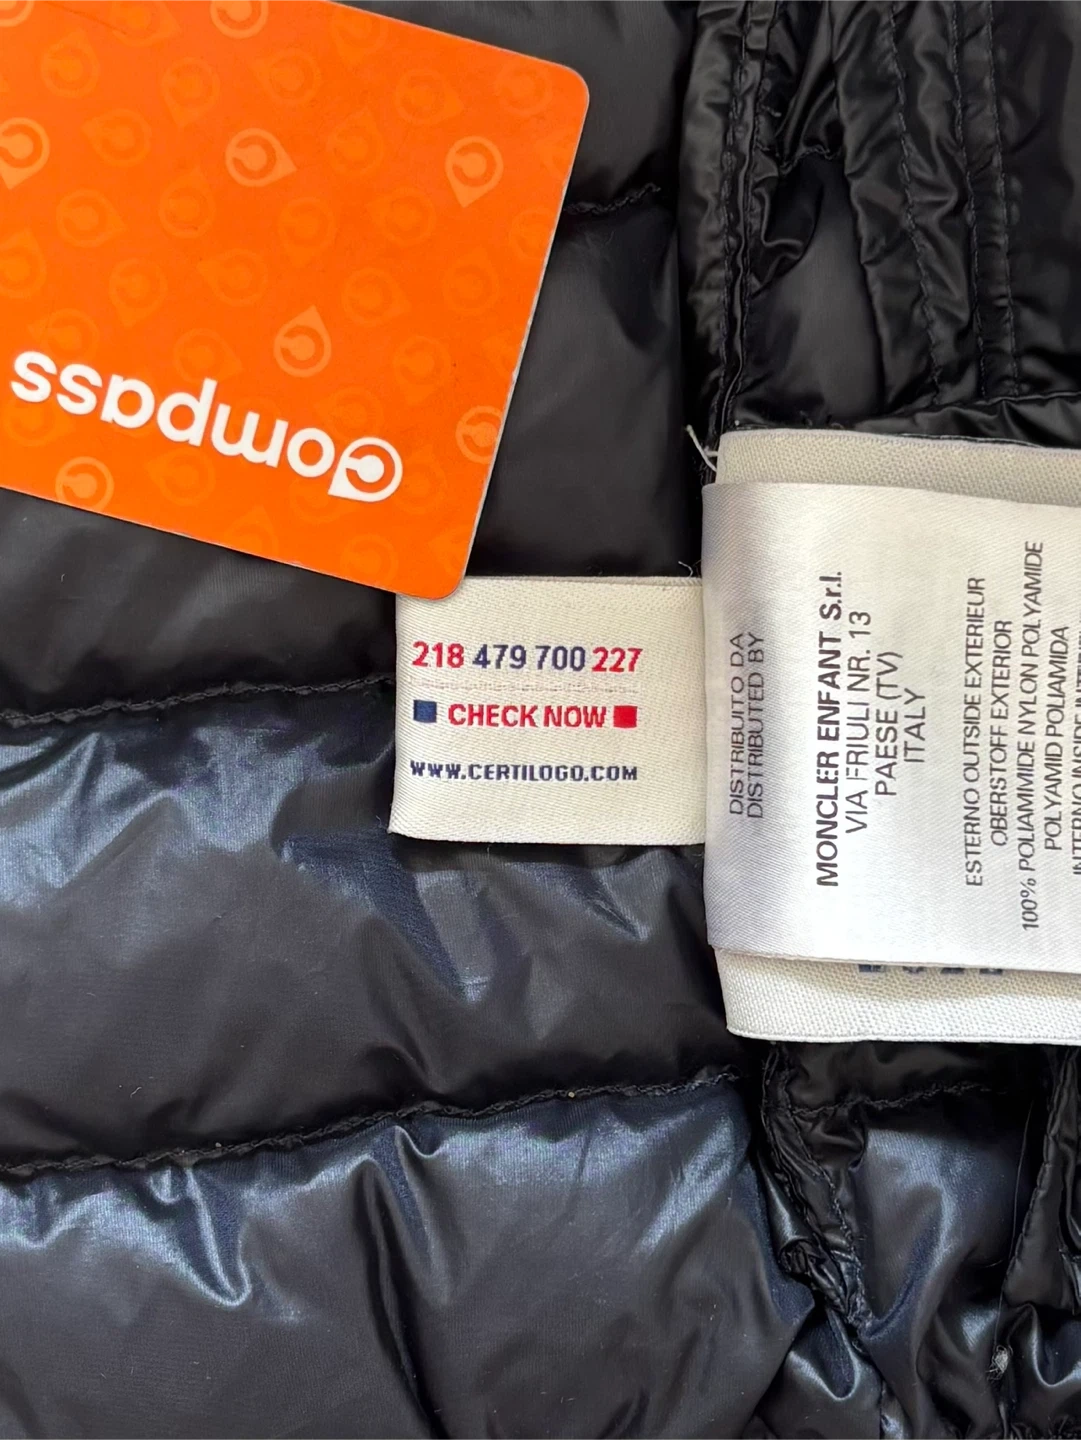 Compass
218 479 700 227
CHECK NOW
WWW.CERTILOGO.COM
DISTRIBUITO DA
DISTRIBUTED BY
MONCLER ENFANT S.r.l.
VIA FRIULI NR. 13
PAESE (TV)
ITALY
ESTERNO OUTSIDE EXTERIEUR
OBERSTOFF EXTERIOR
100% POLIAMMIDE NYLON POLYAMIDE
POLYAMID POLIAMIDA